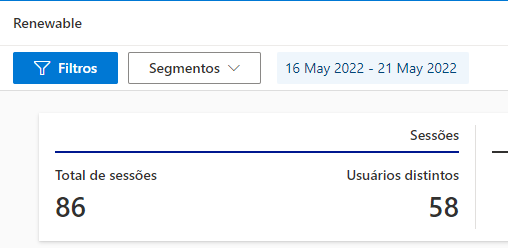 Renewable
Filtros Segmentos 16 May 2022 - 21 May 2022
Sessões
Total de sessões Usuários distintos
86 58